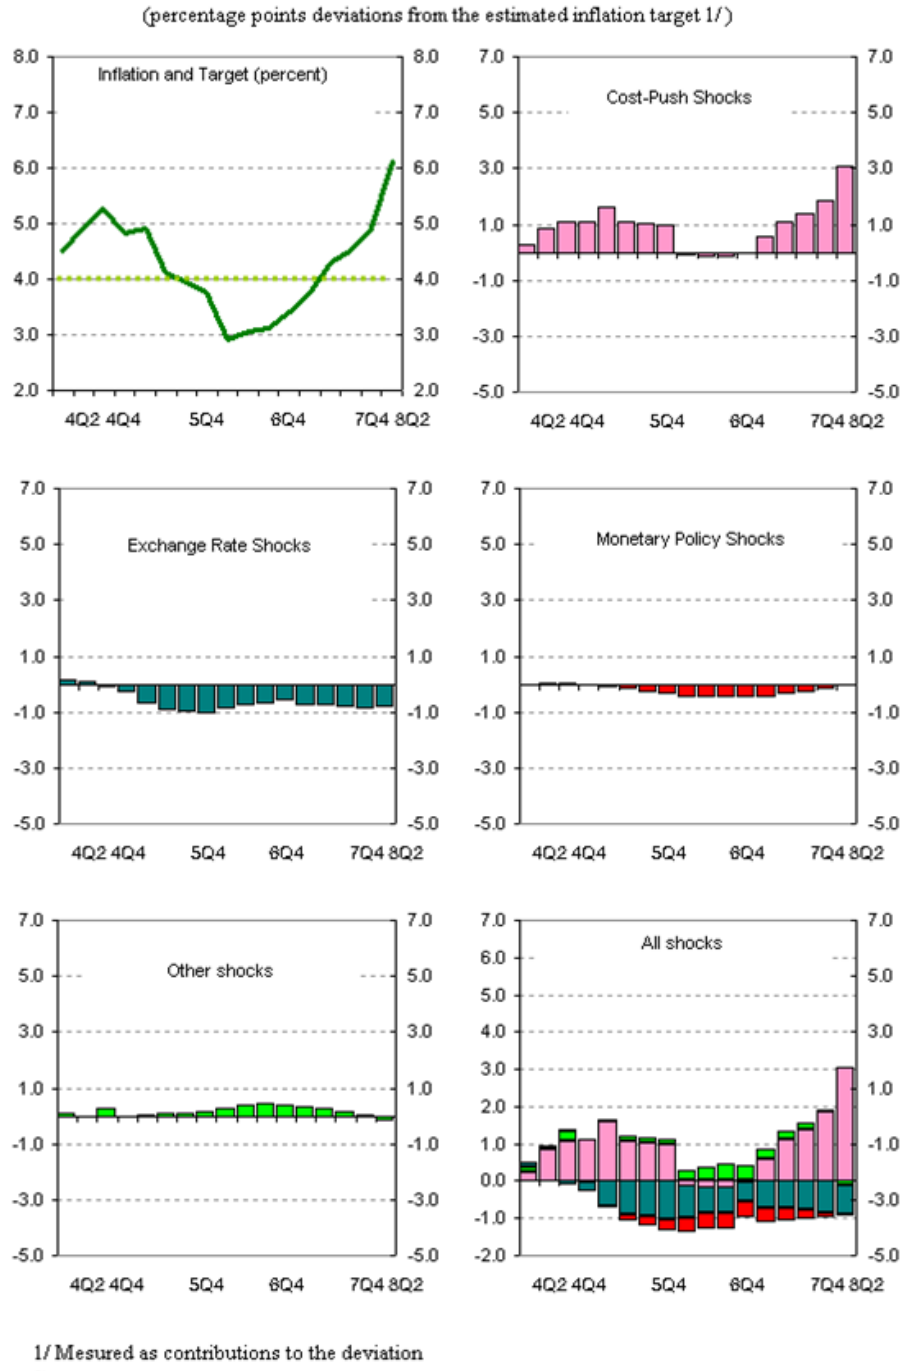 (percentage points deviations from the estimated inflation target 1/ )
8.0 8.0 7.0 7.0
Inflation and Target (percent) Cost-Push Shocks
7.0 7.0 5.0 5.0
6.0 6.0 3.0 3.0
5.0 5.0 1.0 1.0
4.0 4.0 -1.0 -1.0
3.0 3.0 -3.0 -3.0
2.0 2.0 -5.0 -5.0
4Q2 4Q4 5Q4 6Q4 7Q4 8Q2 4Q2 4Q4 5Q4 6Q4 7Q4 8Q2
7.0 7.0 7.0 7.0
Exchange Rate Shocks Monetary Policy Shocks
5.0 5.0 5.0 5.0
3.0 3.0 3.0 3.0
1.0 1.0 1.0 1.0
-1.0 -1.0 -1.0 -1.0
-3.0 -3.0 -3.0 -3.0
-5.0 -5.0 -5.0 -5.0
4Q2 4Q4 5Q4 6Q4 7Q4 8Q2 4Q2 4Q4 5Q4 6Q4 7Q4 8Q2
7.0 7.0 7.0 7.0
Other shocks All shocks
6.0
5.0 5.0 5.0
5.0
3.0 3.0 4.0 3.0
3.0
1.0 1.0 1.0
2.0
-1.0 -1.0 1.0 -1.0
0.0
-3.0 -3.0 -3.0
-1.0
-5.0 -5.0 -2.0 -5.0
4Q2 4Q4 5Q4 6Q4 7Q4 8Q2 4Q2 4Q4 5Q4 6Q4 7Q4 8Q2
1/ Mesured as contributions to the deviation